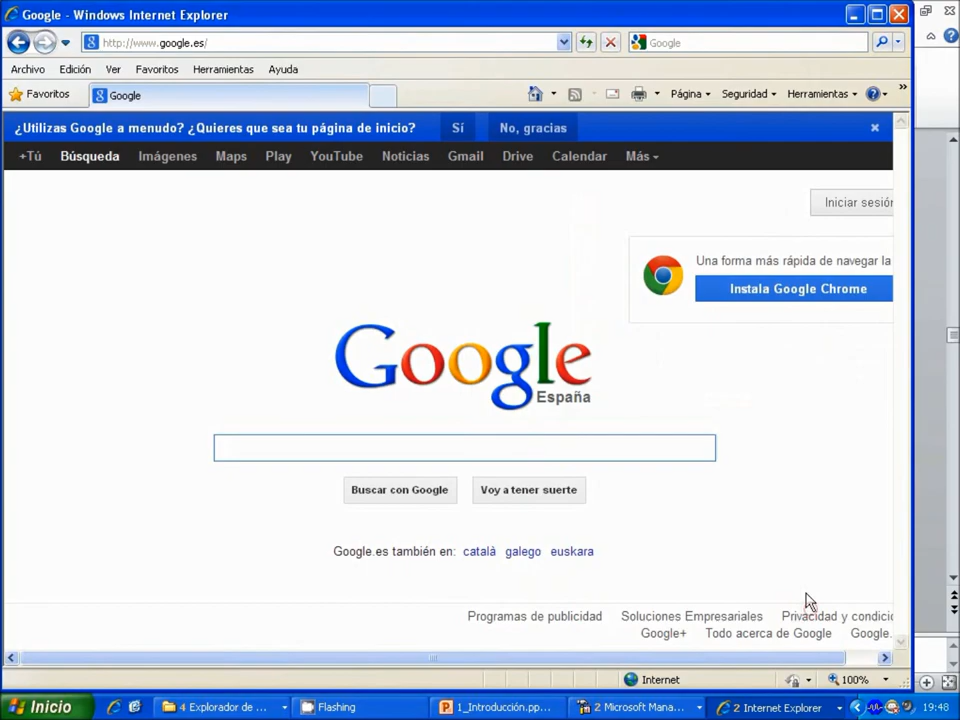 Google - Windows Internet Explorer
http://www.google.es/
Google
Archivo Edición Ver Favoritos Herramientas Ayuda
Favoritos Google Página Seguridad Herramientas
¿Utilizas Google a menudo? ¿Quieres que sea tu página de inicio? Sí No, gracias
+Tú Búsqueda Imágenes Maps Play YouTube Noticias Gmail Drive Calendar Más
Iniciar sesión
Una forma más rápida de navegar la
Instala Google Chrome
Google
España
Buscar con Google Voy a tener suerte
Google.es también en: català galego euskara
Programas de publicidad Soluciones Empresariales Privacidad y condicio
Google+ Todo acerca de Google Google.
Internet 100%
Inicio 4 Explorador de ... Flashing 1_Introducción.pp... 2 Microsoft Mana... 2 Internet Explorer 19:48